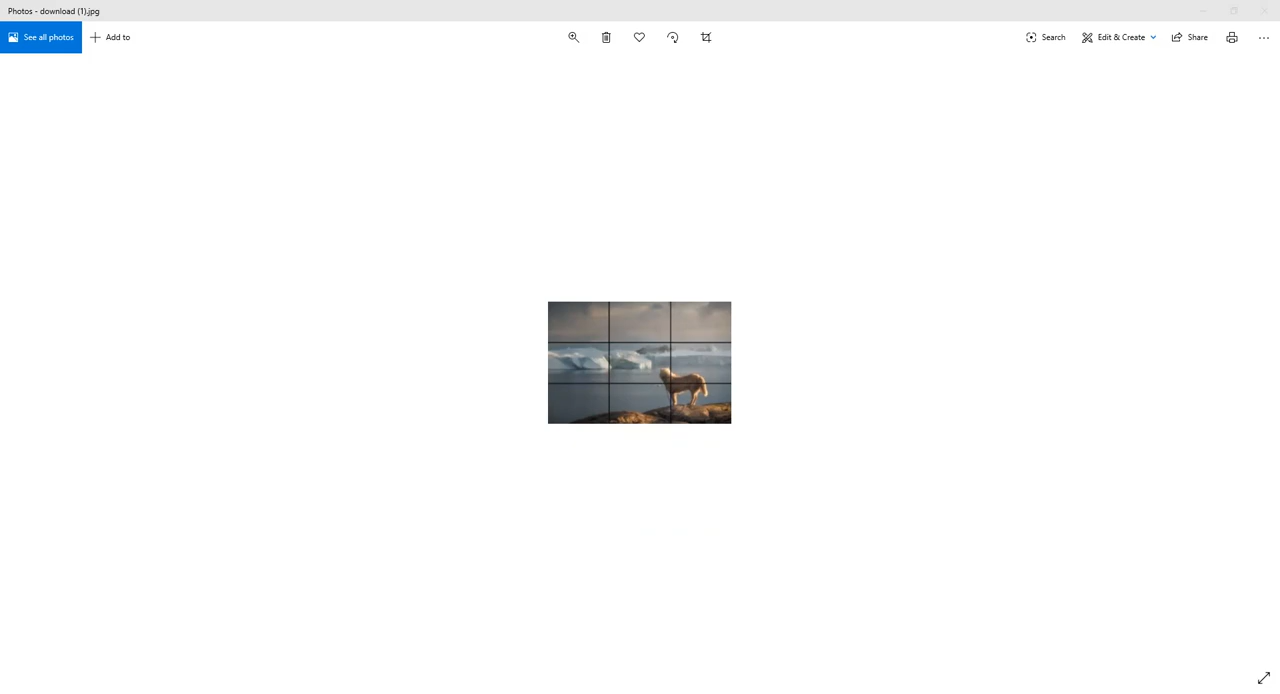 Photos - download (1).jpg
See all photos
Add to
Search
Edit & Create
Share